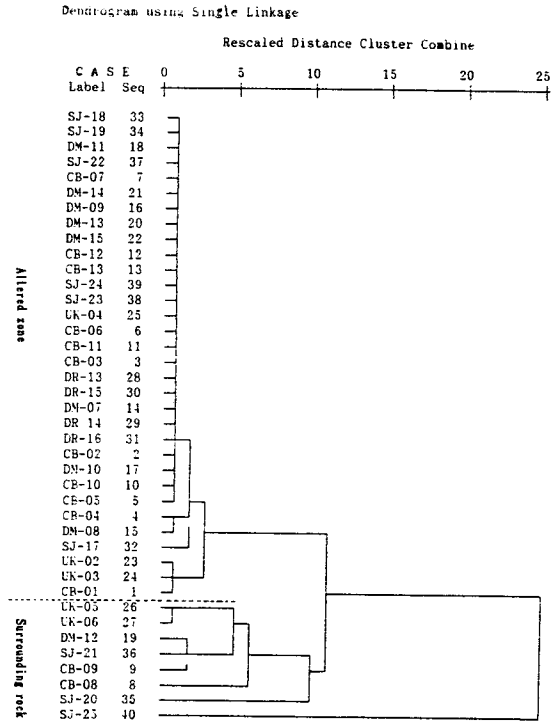 Dendrogram using Single Linkage
Rescaled Distance Cluster Combine
C A S E 0 5 10 15 20 25
Label Seq
SJ-18 33
SJ-19 34
DM-11 18
SJ-22 37
CB-07 7
DM-14 21
DM-09 16
DM-13 20
DM-15 22
CB-12 12
CB-13 13
SJ-24 39
SJ-23 38
UK-04 25
CB-06 6
CB-11 11
CB-03 3
DR-13 28
DR-15 30
DM-07 14
DR 14 29
DR-16 31
CB-02 2
DM-10 17
CB-10 10
CB-05 5
CB-04 4
DM-08 15
SJ-17 32
UK-02 23
UK-03 24
CB-01 1
UK-05 26
UK-06 27
DM-12 19
SJ-21 36
CB-09 9
CB-08 8
SJ-20 35
SJ-25 40
Altered zone
Surrounding rock